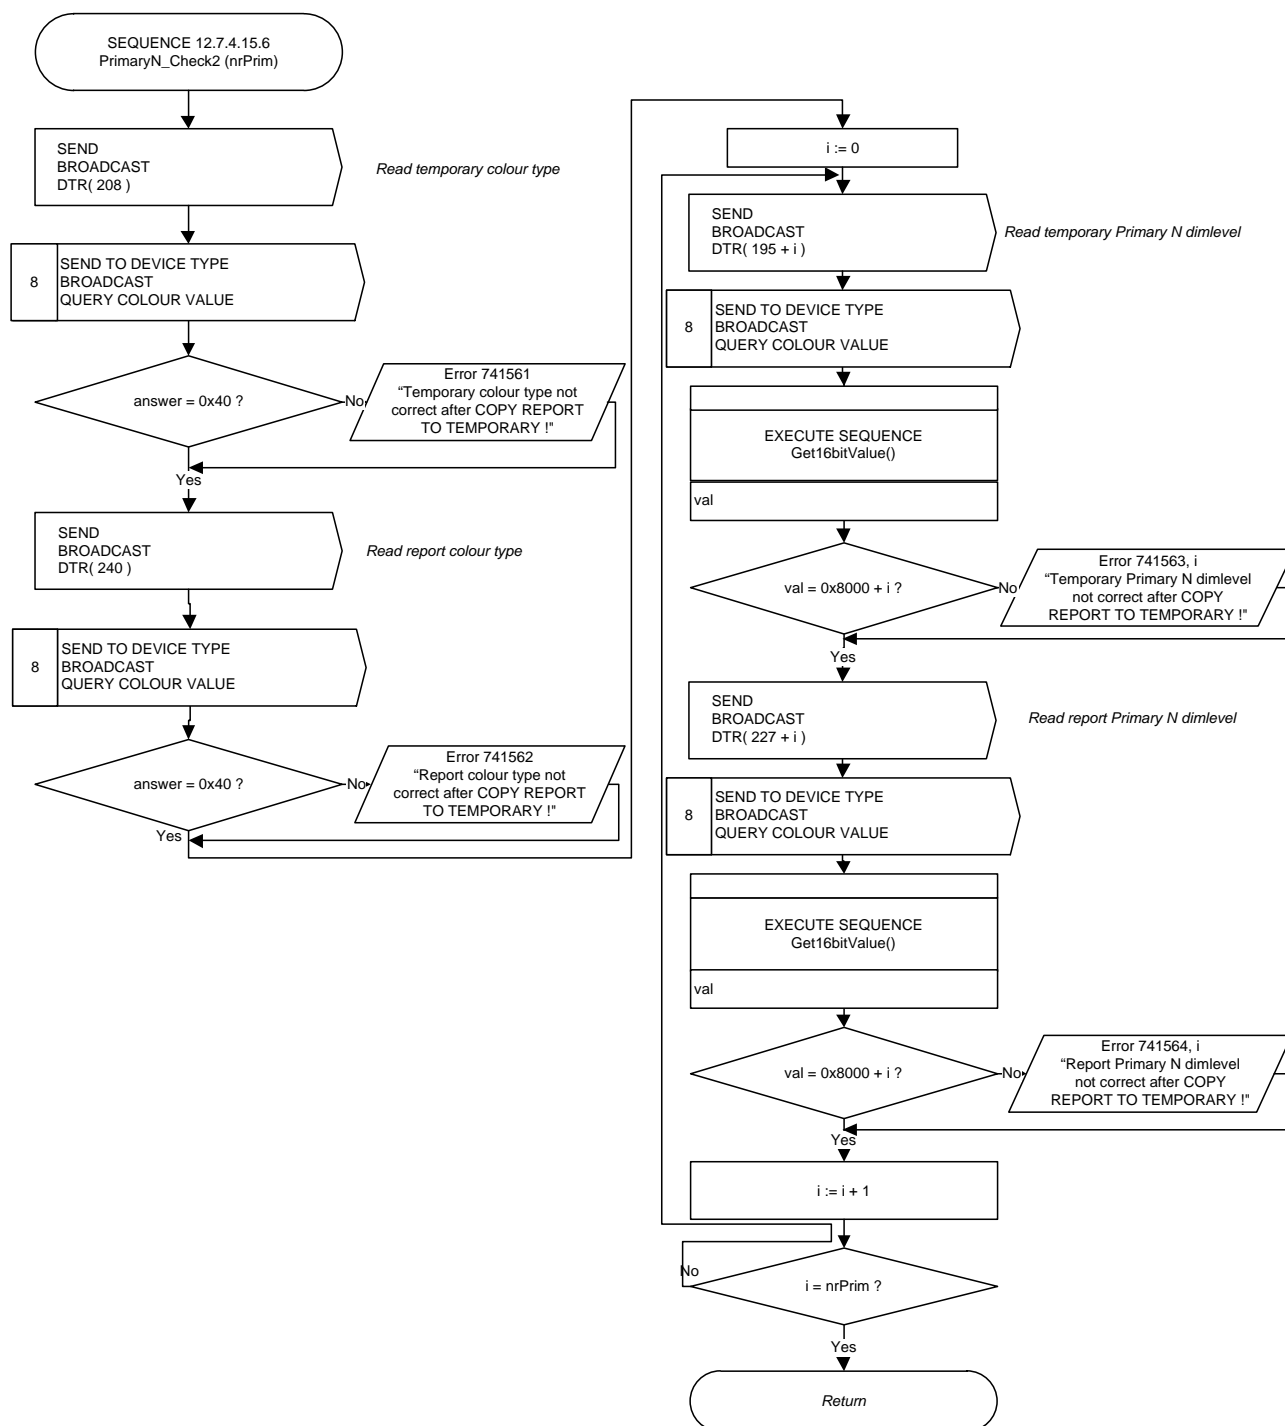 SEQUENCE 12.7.4.15.6
PrimaryN_Check2 (nrPrim)
SEND
BROADCAST
DTR( 208 )
Read temporary colour type
8
SEND TO DEVICE TYPE
BROADCAST
QUERY COLOUR VALUE
answer = 0x40 ?
No
Error 741561
“Temporary colour type not
correct after COPY REPORT
TO TEMPORARY !"
Yes
SEND
BROADCAST
DTR( 240 )
Read report colour type
8
SEND TO DEVICE TYPE
BROADCAST
QUERY COLOUR VALUE
answer = 0x40 ?
No
Error 741562
“Report colour type not
correct after COPY REPORT
TO TEMPORARY !"
Yes
i := 0
SEND
BROADCAST
DTR( 195 + i )
Read temporary Primary N dimlevel
8
SEND TO DEVICE TYPE
BROADCAST
QUERY COLOUR VALUE
EXECUTE SEQUENCE
Get16bitValue()
val
val = 0x8000 + i ?
No
Error 741563, i
“Temporary Primary N dimlevel
not correct after COPY
REPORT TO TEMPORARY !"
Yes
SEND
BROADCAST
DTR( 227 + i )
Read report Primary N dimlevel
8
SEND TO DEVICE TYPE
BROADCAST
QUERY COLOUR VALUE
EXECUTE SEQUENCE
Get16bitValue()
val
val = 0x8000 + i ?
No
Error 741564, i
“Report Primary N dimlevel
not correct after COPY
REPORT TO TEMPORARY !"
Yes
i := i + 1
No
i = nrPrim ?
Yes
Return